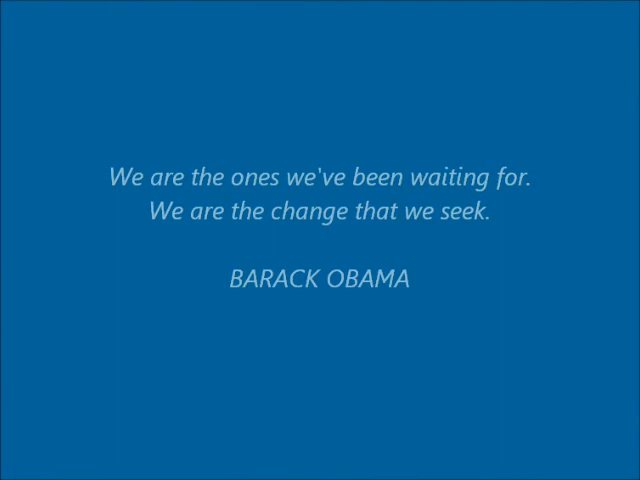 We are the ones we've been waiting for.
We are the change that we seek.
BARACK OBAMA